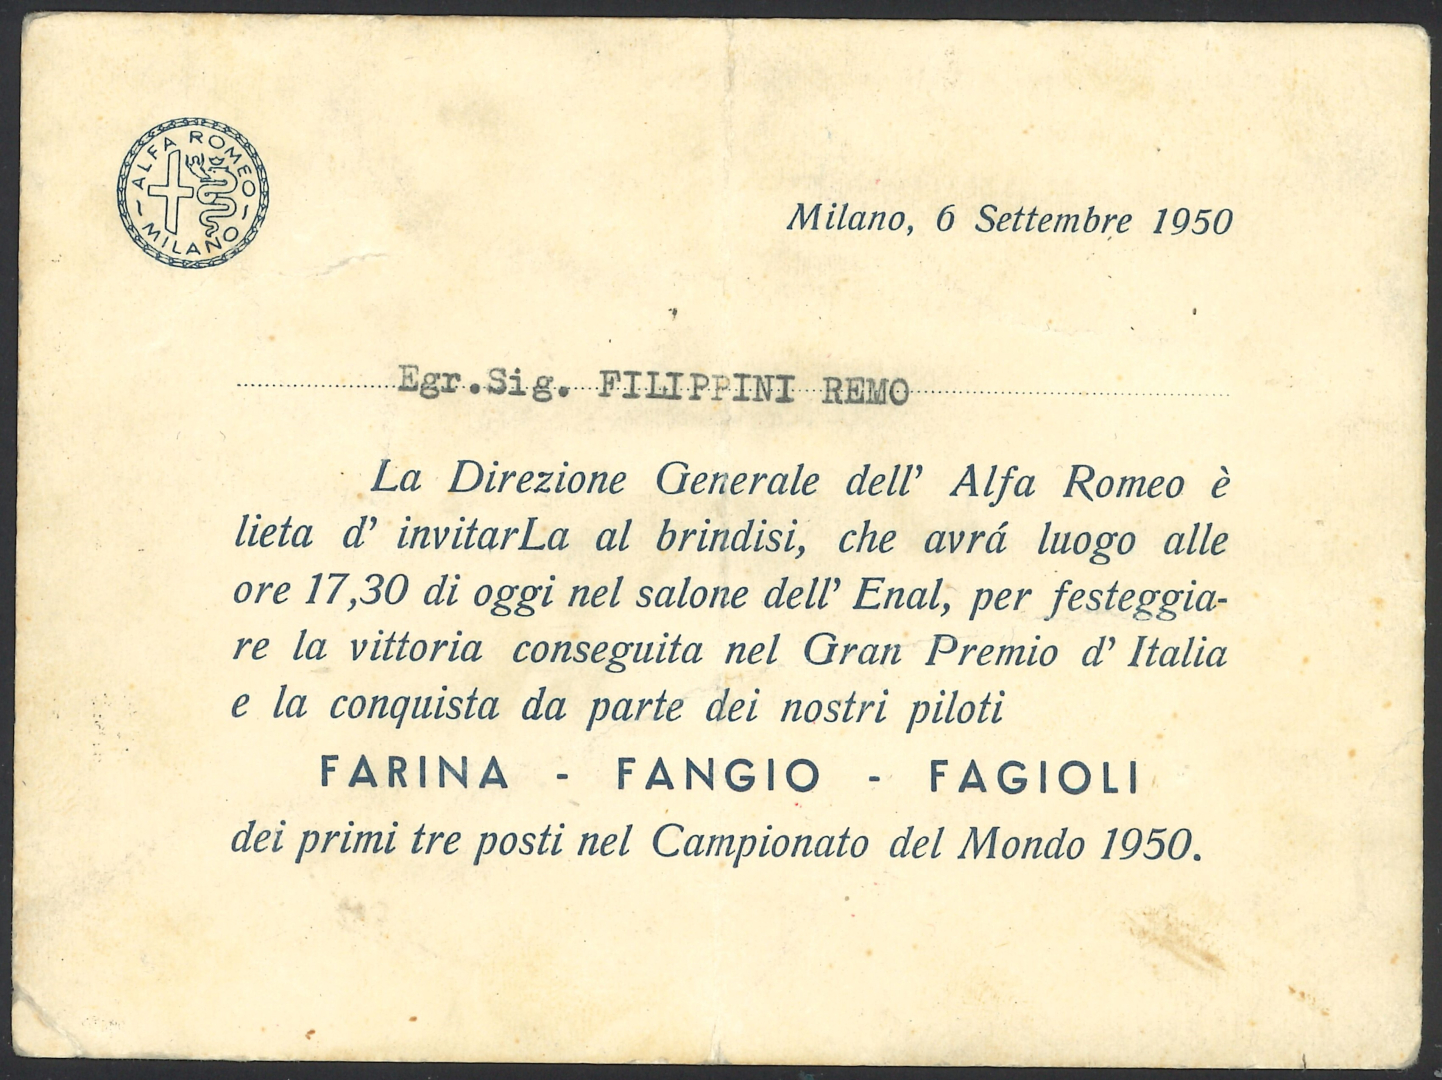 ALFA ROMEO
MILANO
Milano, 6 Settembre 1950
Egr.Sig. FILIPPINI REMO
La Direzione Generale dell' Alfa Romeo è
lieta d' invitarLa al brindisi, che avrá luogo alle
ore 17,30 di oggi nel salone dell' Enal, per festeggia-
re la vittoria conseguita nel Gran Premio d' Italia
e la conquista da parte dei nostri piloti
FARINA - FANGIO - FAGIOLI
dei primi tre posti nel Campionato del Mondo 1950.